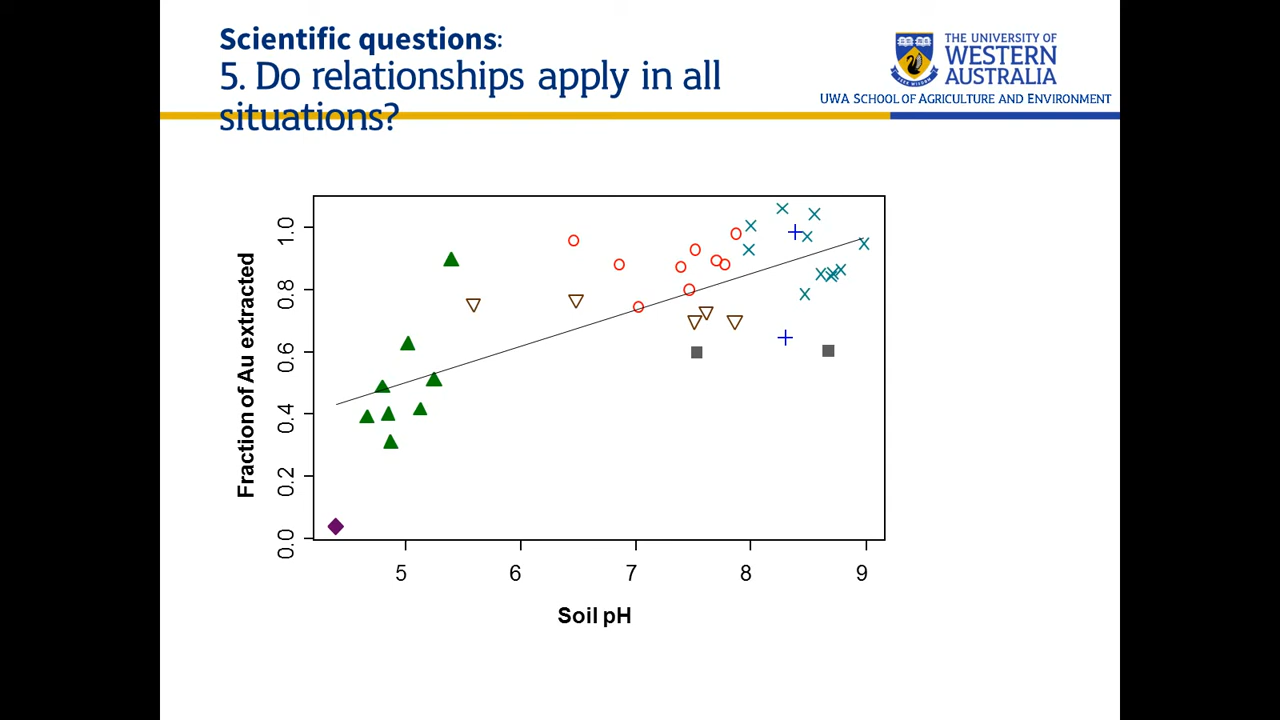 Scientific questions:
5. Do relationships apply in all
situations?
THE UNIVERSITY OF
WESTERN
AUSTRALIA
UWA SCHOOL OF AGRICULTURE AND ENVIRONMENT
Fraction of Au extracted
1.0
0.8
0.6
0.4
0.2
0.0
5 6 7 8 9
Soil pH